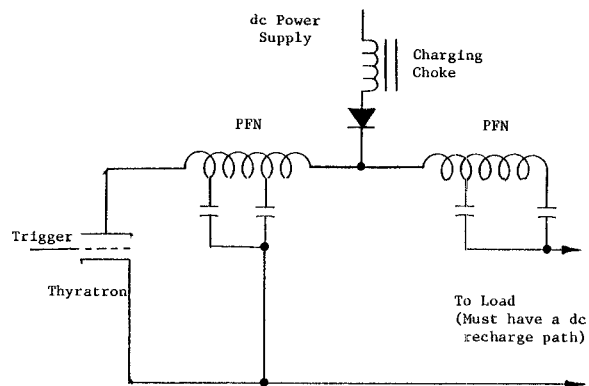 dc Power
Supply
Charging
Choke
PFN
PFN
Trigger
Thyratron
To Load
(Must have a dc
recharge path)